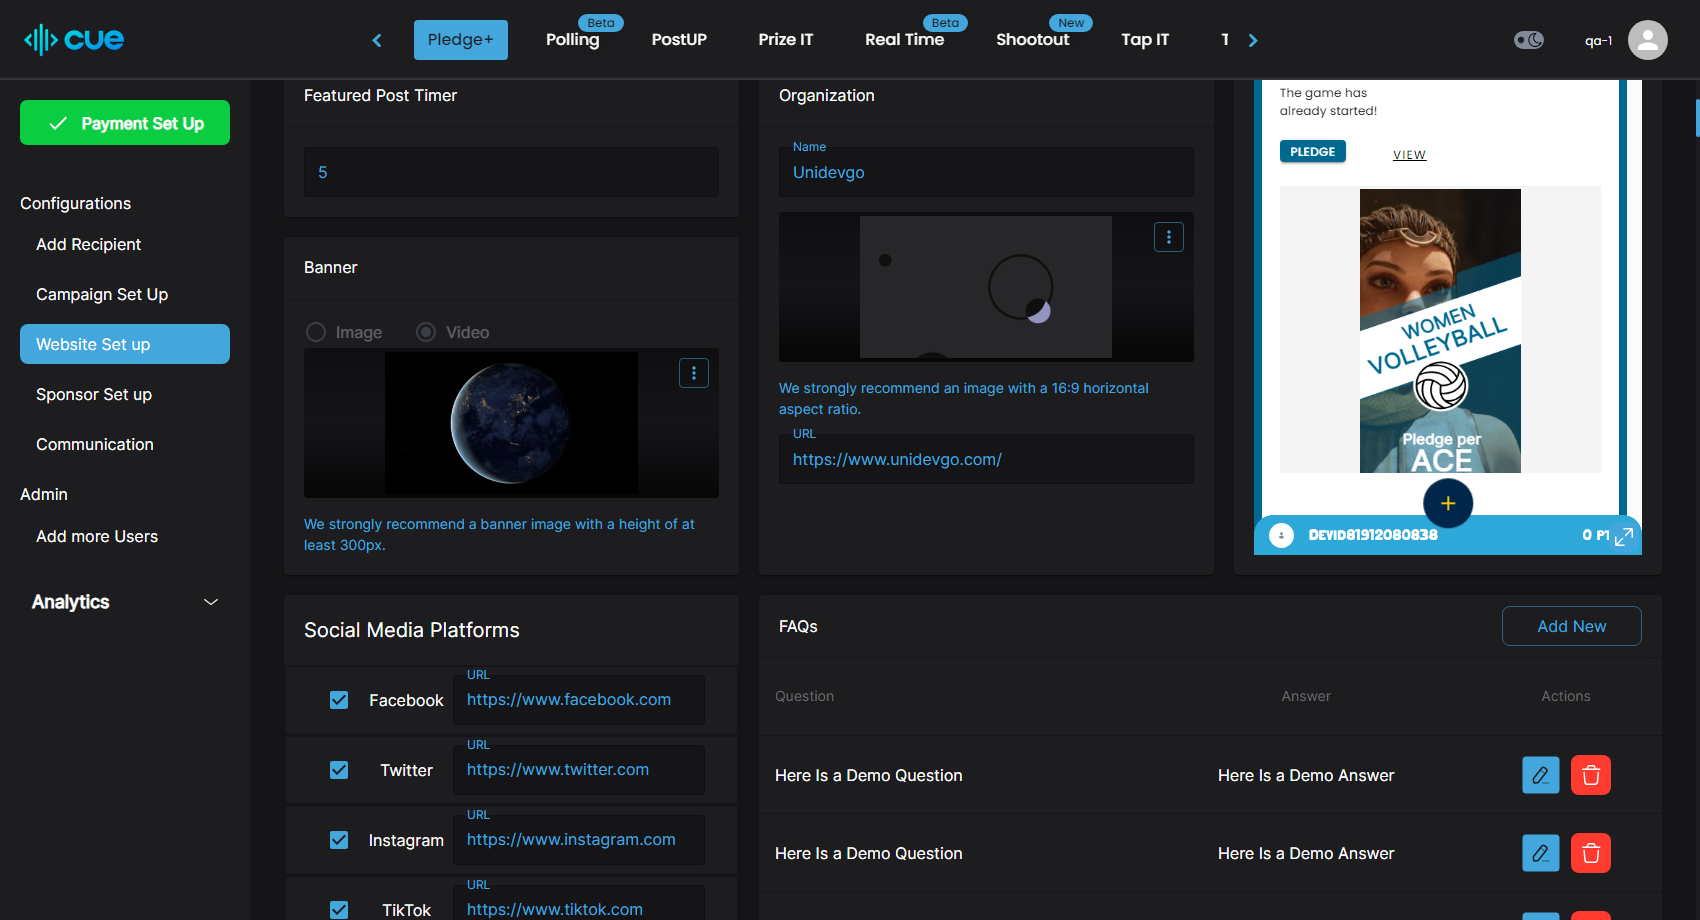 cue
Pledge+
Polling
Beta
PostUP
Prize IT
Real Time
Beta
Shootout
New
Tap IT
T
qa-1
Payment Set Up
Configurations
Add Recipient
Campaign Set Up
Website Set up
Sponsor Set up
Communication
Admin
Add more Users
Analytics
Featured Post Timer
5
Banner
Image
Video
We strongly recommend a banner image with a height of at
least 300px.
Organization
Name
Unidevgo
We strongly recommend an image with a 16:9 horizontal
aspect ratio.
URL
https://www.unidevgo.com/
The game has
already started!
PLEDGE
VIEW
WOMEN
VOLLEYBALL
Pledge per
ACE
+
DEVID81912080838
0 PT
Social Media Platforms
Facebook
URL
https://www.facebook.com
Twitter
URL
https://www.twitter.com
Instagram
URL
https://www.instagram.com
TikTok
URL
https://www.tiktok.com
FAQs
Add New
Question
Answer
Actions
Here Is a Demo Question
Here Is a Demo Answer
Here Is a Demo Question
Here Is a Demo Answer